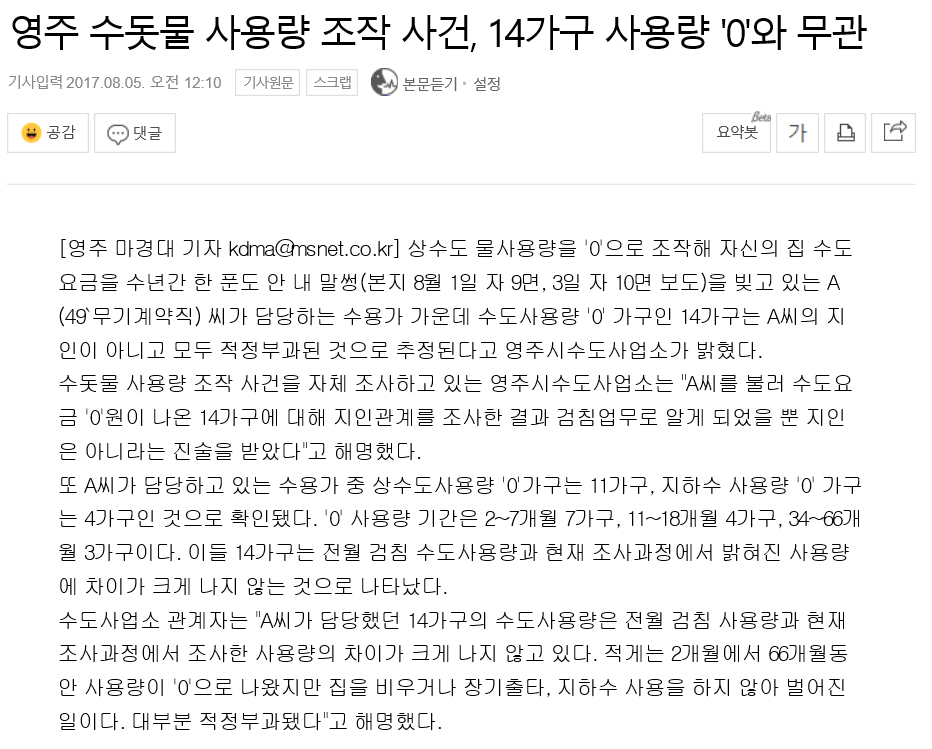 영주 수돗물 사용량 조작 사건, 14가구 사용량 '0'와 무관
기사입력 2017.08.05. 오전 12:10 기사원문 스크랩 본문듣기 · 설정
공감 댓글 요약봇 Beta 가
[영주 마경대 기자 kdma@msnet.co.kr] 상수도 물사용량을 '0'으로 조작해 자신의 집 수도
요금을 수년간 한 푼도 안 내 말썽(본지 8월 1일 자 9면, 3일 자 10면 보도)을 빚고 있는 A
(49`무기계약직) 씨가 담당하는 수용가 가운데 수도사용량 '0' 가구인 14가구는 A씨의 지
인이 아니고 모두 적정부과된 것으로 추정된다고 영주시수도사업소가 밝혔다.
수돗물 사용량 조작 사건을 자체 조사하고 있는 영주시수도사업소는 "A씨를 불러 수도요
금 '0'원이 나온 14가구에 대해 지인관계를 조사한 결과 검침업무로 알게 되었을 뿐 지인
은 아니라는 진술을 받았다"고 해명했다.
또 A씨가 담당하고 있는 수용가 중 상수도사용량 '0'가구는 11가구, 지하수 사용량 '0' 가구
는 4가구인 것으로 확인됐다. '0' 사용량 기간은 2~7개월 7가구, 11~18개월 4가구, 34~66개
월 3가구이다. 이들 14가구는 전월 검침 수도사용량과 현재 조사과정에서 밝혀진 사용량
에 차이가 크게 나지 않는 것으로 나타났다.
수도사업소 관계자는 "A씨가 담당했던 14가구의 수도사용량은 전월 검침 사용량과 현재
조사과정에서 조사한 사용량의 차이가 크게 나지 않고 있다. 적게는 2개월에서 66개월동
안 사용량이 '0'으로 나왔지만 집을 비우거나 장기출타, 지하수 사용을 하지 않아 벌어진
일이다. 대부분 적정부과됐다"고 해명했다.